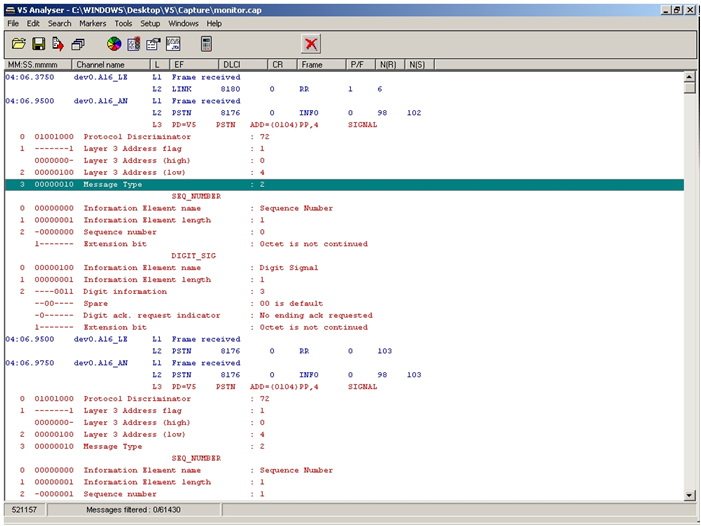 V5 Analyser - C:\WINDOWS\Desktop\V5\Capture\monitor.cap
File Edit Search Markers Tools Setup Windows Help
MM:SS.mmmm Channel name L EF DLCI CR Frame P/F N(R) N(S)
04:06.3750 dev0.A16_LE L1 Frame received
L2 LINK 8180 0 RR 1 6
04:06.9500 dev0.A16_AN L1 Frame received
L2 PSTN 8176 0 INFO 0 98 102
L3 PD=V5 PSTN ADD=(0104)PP,4 SIGNAL
0 01001000 Protocol Discriminator : 72
1 -------1 Layer 3 Address flag : 1
0000000- Layer 3 Address (high) : 0
2 00000100 Layer 3 Address (low) : 4
3 00000010 Message Type : 2
SEQ_NUMBER
0 00000000 Information Element name : Sequence Number
1 00000001 Information Element length : 1
2 -0000000 Sequence number : 0
1------- Extension bit : Octet is not continued
DIGIT_SIG
0 00000100 Information Element name : Digit Signal
1 00000001 Information Element length : 1
2 ----0011 Digit information : 3
--00---- Spare : 00 is default
-0------ Digit ack. request indicator : No ending ack requested
1------- Extension bit : Octet is not continued
04:06.9500 dev0.A16_LE L1 Frame received
L2 PSTN 8176 0 RR 0 103
04:06.9750 dev0.A16_AN L1 Frame received
L2 PSTN 8176 0 INFO 0 98 103
L3 PD=V5 PSTN ADD=(0104)PP,4 SIGNAL
0 01001000 Protocol Discriminator : 72
1 -------1 Layer 3 Address flag : 1
0000000- Layer 3 Address (high) : 0
2 00000100 Layer 3 Address (low) : 4
3 00000010 Message Type : 2
SEQ_NUMBER
0 00000000 Information Element name : Sequence Number
1 00000001 Information Element length : 1
2 -0000001 Sequence number : 1
521157 Messages filtered : 0/61430